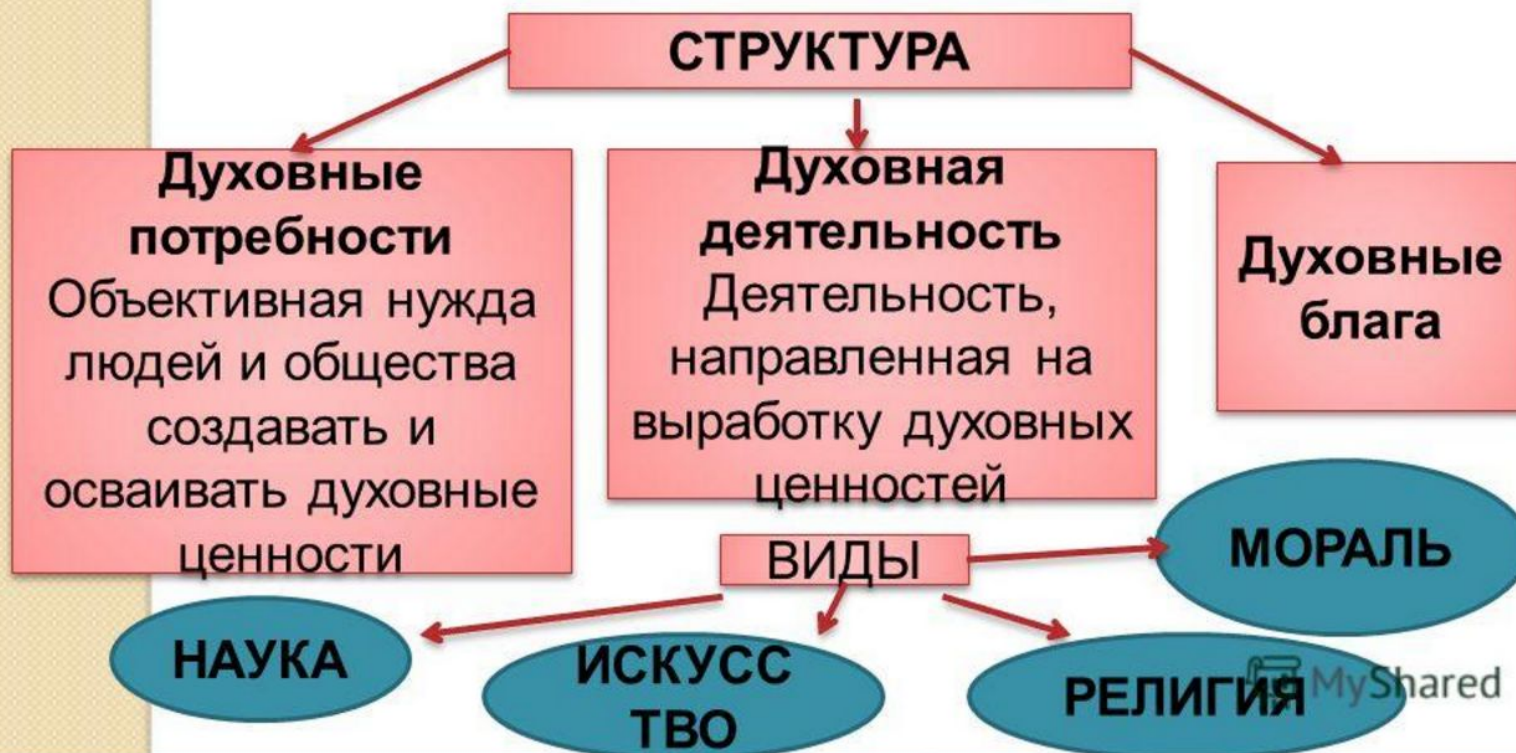 СТРУКТУРА
Духовные
потребности
Объективная нужда
людей и общества
создавать и
осваивать духовные
ценности
Духовная
деятельность
Деятельность,
направленная на
выработку духовных
ценностей
Духовные
блага
ВИДЫ
МОРАЛЬ
НАУКА
ИСКУСС
ТВО
РЕЛИГИЯ
MyShared